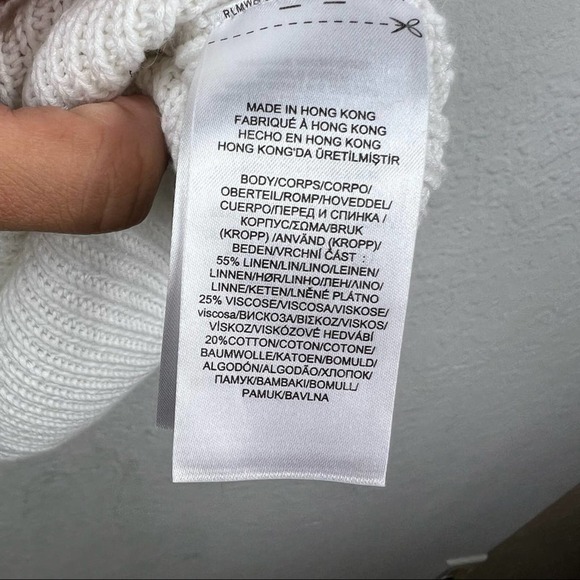 MADE IN HONG KONG
FABRIQUÉ À HONG KONG
HECHO EN HONG KONG
HONG KONG'DA ÜRETİLMİŞTİR
BODY/CORPS/CORPO/
OBERTEIL/ROMP/HOVEDDEL/
CUERPO/ПЕРЕД И СПИНКА /
КОРПУС/ΣΩΜΑ/BRUK
(KROPP) /ANVÄND (KROPP)/
BEDEN/VRCHNÍ ČÁST :
55% LINEN/LIN/LINO/LEINEN/
LINNEN/HØR/LINHO/ЛЕН/ΛΙΝΟ/
LINNE/KETEN/LNĚNÉ PLÁTNO
25% VISCOSE/VISCOSA/VISKOSE/
viscosa/ВИСКОЗА/ΒΙΣΚΟΖ/VISKOS/
VİSKOZ/VISKÓZOVÉ HEDVÁBÍ
20%COTTON/COTON/COTONE/
BAUMWOLLE/KATOEN/BOMULD/
ALGODÓN/ALGODÃO/ХЛОПОК/
ПАМУК/ΒΑΜΒΑΚΙ/BOMULL/
PAMUK/BAVLNA